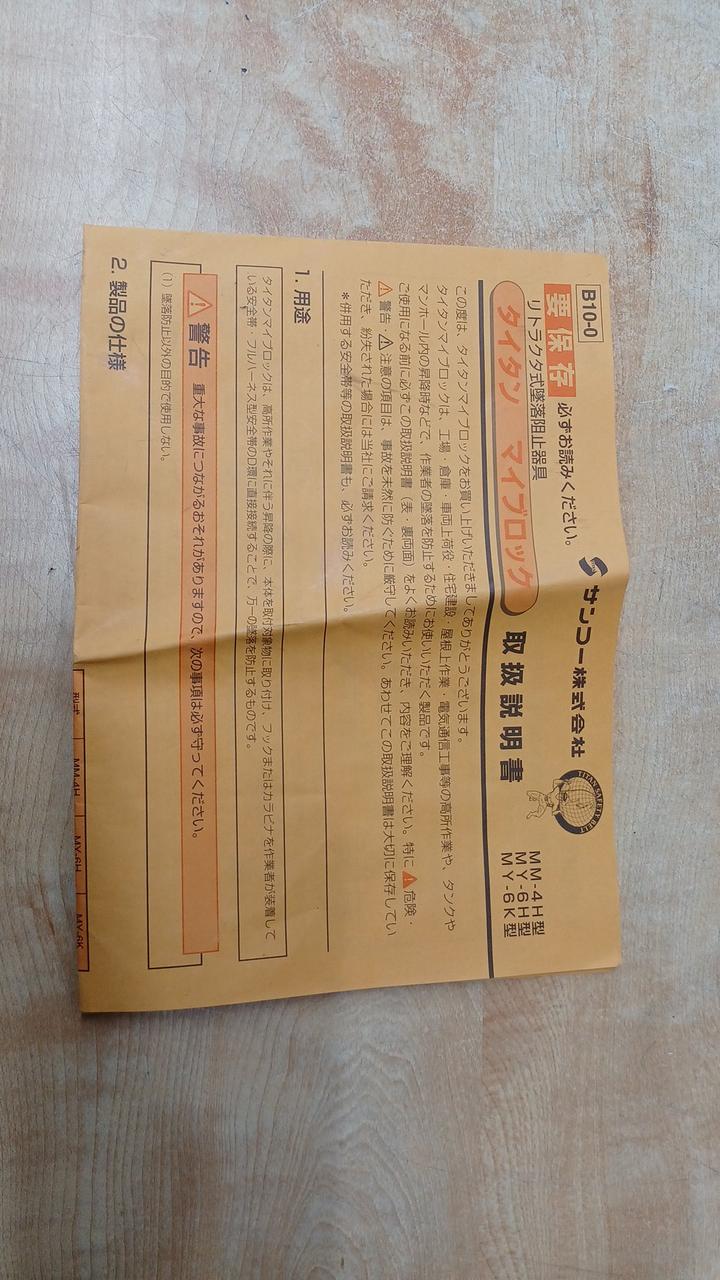 B10-0
要保存 必ずお読みください。
サンコー株式会社
TITAN SAFETY BELT
リトラクタ式墜落阻止器具
タイタン マイブロック 取扱説明書
MM-4H型
MY-6H型
MY-6K型
この度は、タイタンマイブロックをお買い上げいただきましてありがとうございます。
タイタンマイブロックは、工場・倉庫・車両上荷役・住宅建設・屋根上作業・電気通信工事等の高所作業や、タンクや
マンホール内の昇降時などで、作業者の墜落を防止するためにお使いいただく製品です。
ご使用になる前に必ずこの取扱説明書（表・裏両面）をよくお読みいただき、内容をご理解ください。特に⚠危険・
⚠警告・⚠注意の項目は、事故を未然に防ぐために厳守してください。あわせてこの取扱説明書は大切に保存してい
ただき、紛失された場合には当社にご請求ください。
＊併用する安全帯等の取扱説明書も、必ずお読みください。
1. 用途
タイタンマイブロックは、高所作業やそれに伴う昇降の際に、本体を取付対象物に取り付け、フックまたはカラビナを作業者が装着して
いる安全帯・フルハーネス型安全帯のD環に直接接続することで、万一の墜落を防止するものです。
⚠警告 重大な事故につながるおそれがありますので、次の事項は必ず守ってください。
(1) 墜落防止以外の目的で使用しない。
2. 製品の仕様
型式 MM-4H MY-6H MY-6K